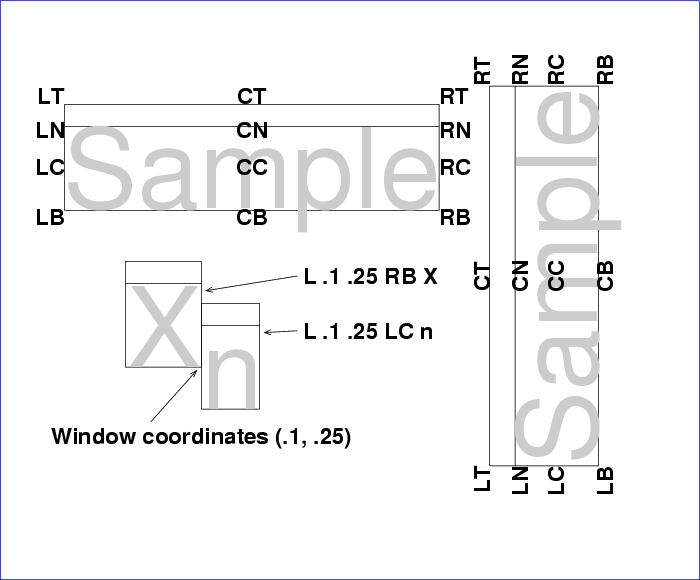 LT CT RT
LN CN RN
LC CC RC
LB CB RB
Sample
L .1 .25 RB X
L .1 .25 LC n
X
n
Window coordinates (.1, .25)
RT RN RC RB
CT CN CC CB
LT LN LC LB
Sample